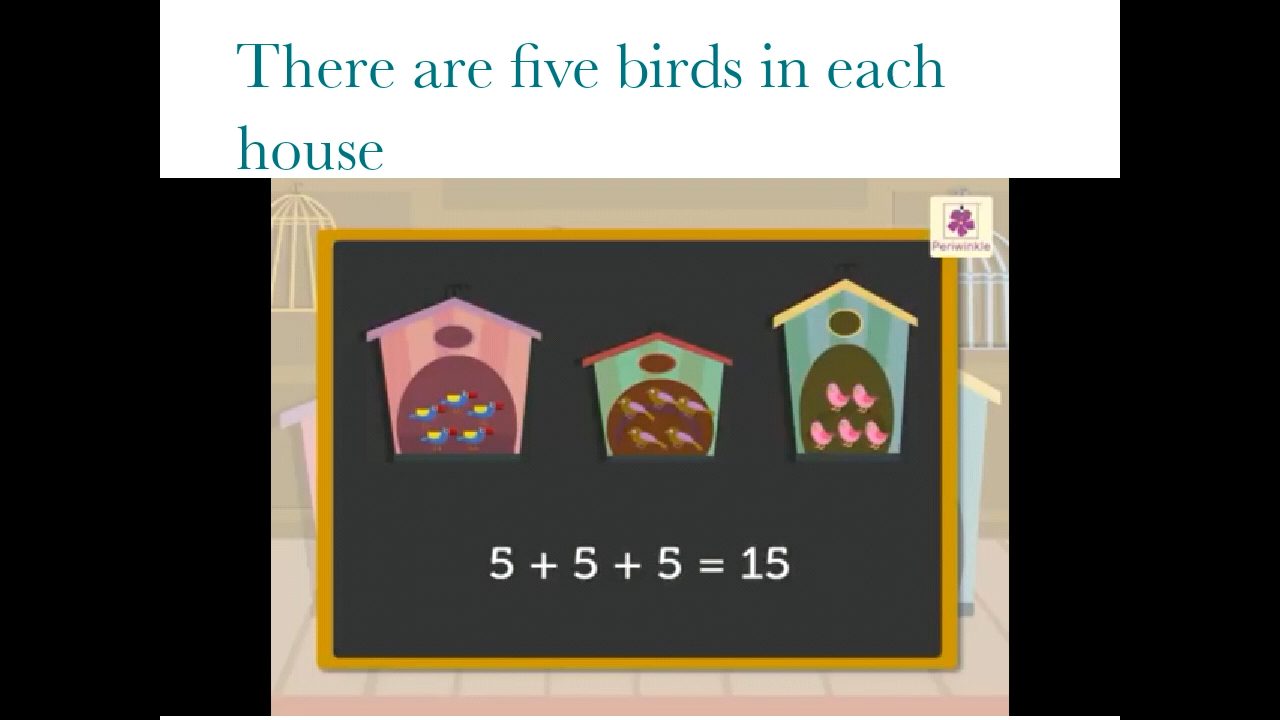 There are five birds in each
house
Periwinkle
5 + 5 + 5 = 15